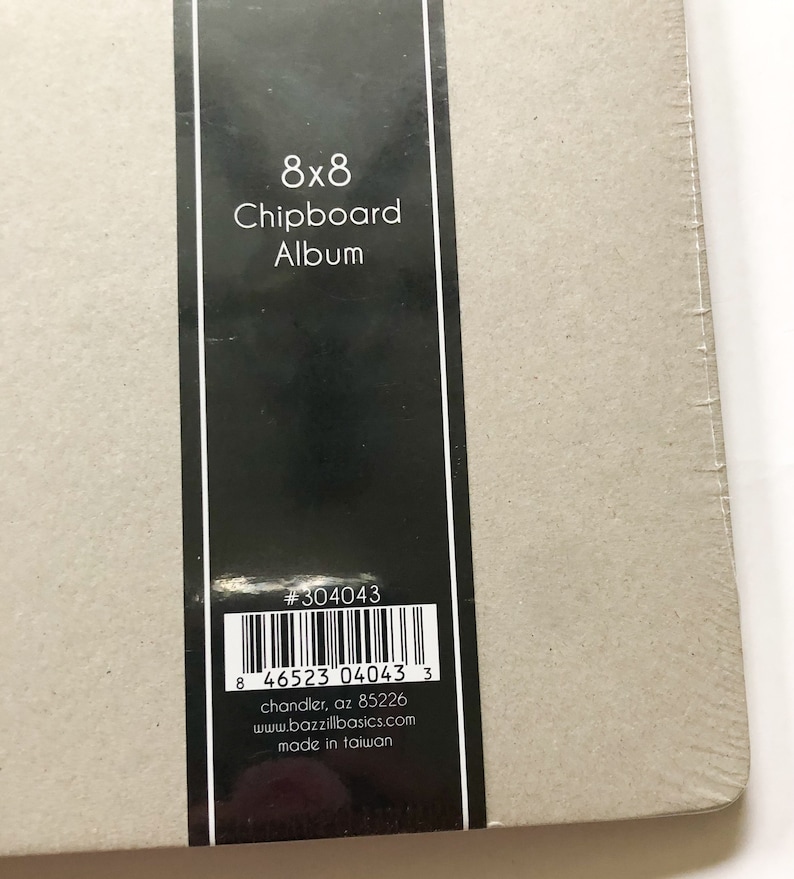 8x8
Chipboard
Album
#304043
8 46523 04043 3
chandler, az 85226
www.bazzillbasics.com
made in taiwan